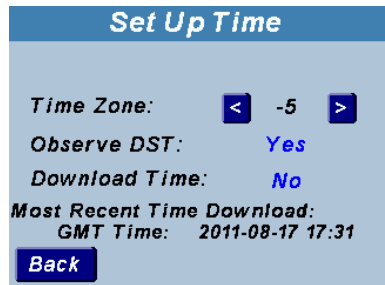 Set Up Time
Time Zone: < -5 >
Observe DST: Yes
Download Time: No
Most Recent Time Download:
GMT Time: 2011-08-17 17:31
Back